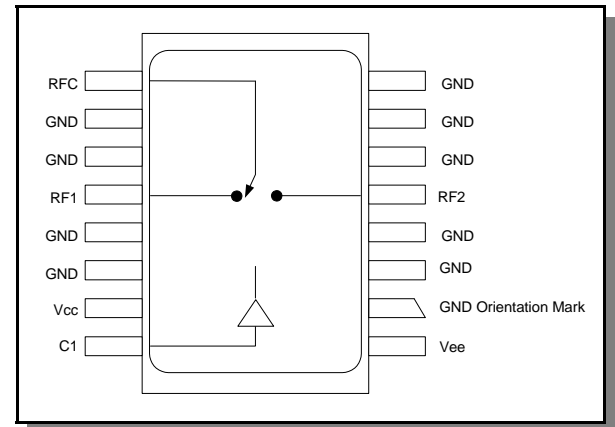 RFC
GND
GND
RF1
GND
GND
Vcc
C1
GND
GND
GND
RF2
GND
GND
GND Orientation Mark
Vee